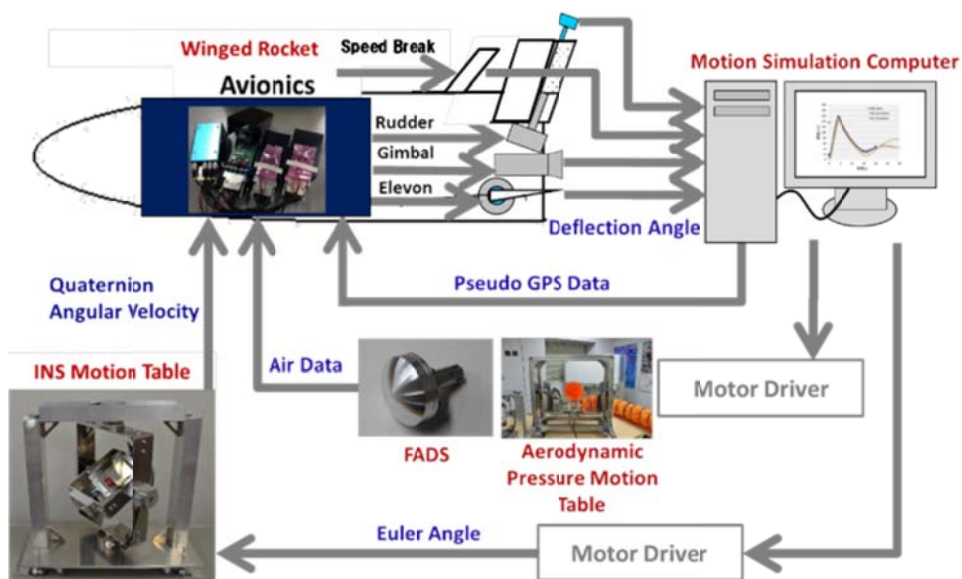 Winged Rocket
Speed Break
Motion Simulation Computer
Avionics
Rudder
Gimbal
Elevon
Deflection Angle
Quaternion
Angular Velocity
Pseudo GPS Data
INS Motion Table
Air Data
Motor Driver
FADS
Aerodynamic
Pressure Motion
Table
Euler Angle
Motor Driver